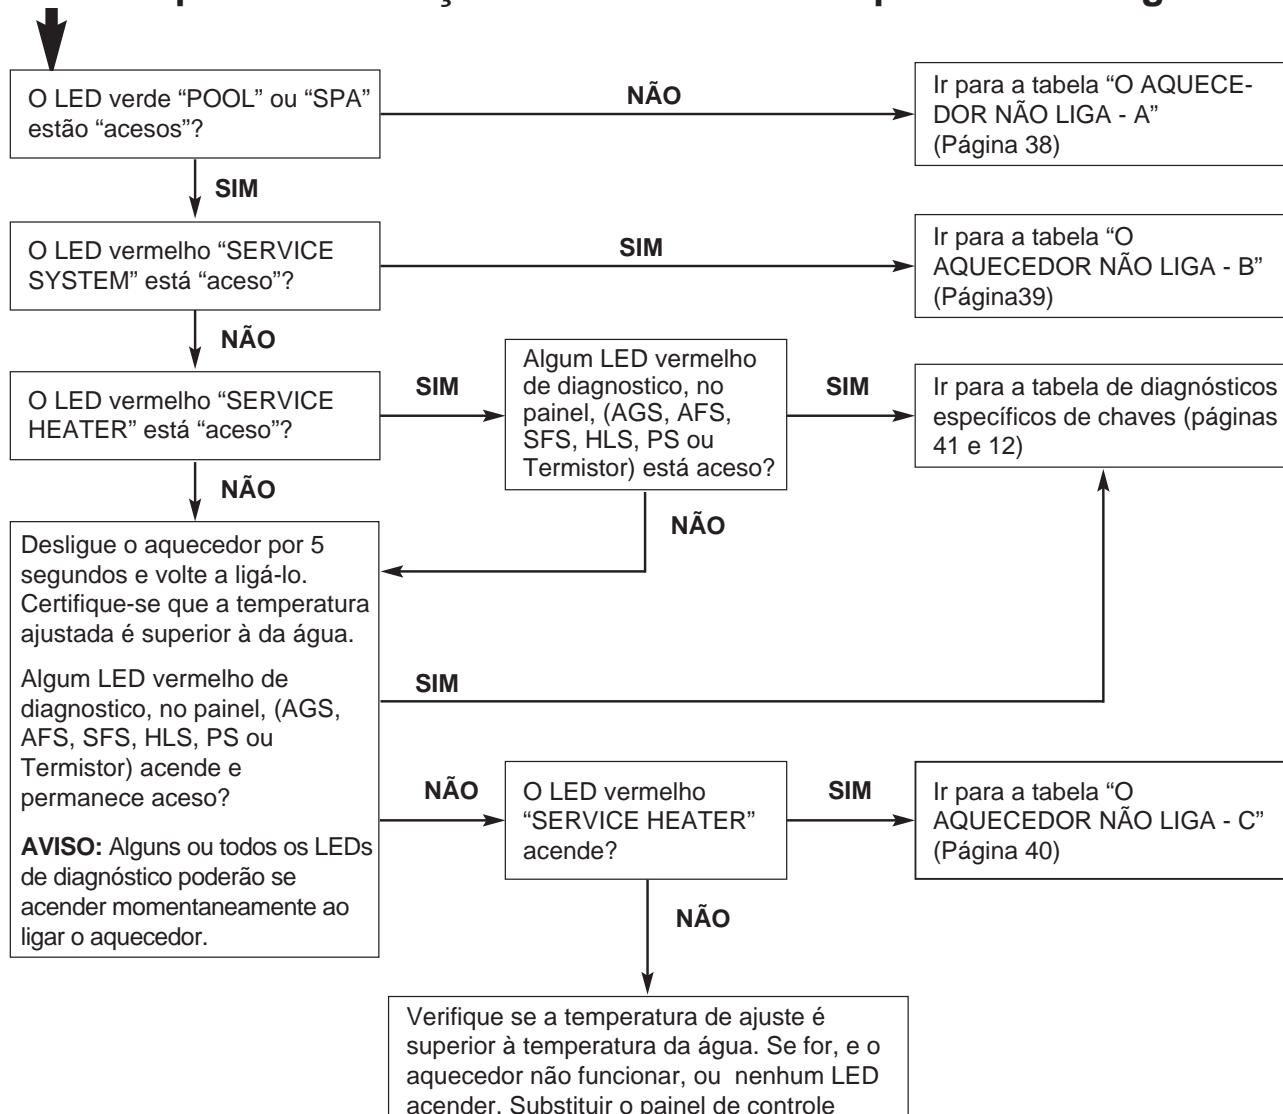 O LED verde “POOL” ou “SPA”
estão “acesos”?
NÃO
Ir para a tabela “O AQUECE-
DOR NÃO LIGA - A”
(Página 38)
SIM
O LED vermelho “SERVICE
SYSTEM” está “aceso”?
SIM
Ir para a tabela “O
AQUECEDOR NÃO LIGA - B”
(Página39)
NÃO
O LED vermelho “SERVICE
HEATER” está “aceso”?
SIM
Algum LED vermelho
de diagnostico, no
painel, (AGS, AFS,
SFS, HLS, PS ou
Termistor) está aceso?
SIM
Ir para a tabela de diagnósticos
específicos de chaves (páginas
41 e 12)
NÃO
NÃO
Desligue o aquecedor por 5
segundos e volte a ligá-lo.
Certifique-se que a temperatura
ajustada é superior à da água.
Algum LED vermelho de
diagnostico, no painel, (AGS,
AFS, SFS, HLS, PS ou
Termistor) acende e
permanece aceso?
AVISO: Alguns ou todos os LEDs
de diagnóstico poderão se
acender momentaneamente ao
ligar o aquecedor.
SIM
NÃO
O LED vermelho
“SERVICE HEATER”
acende?
SIM
Ir para a tabela “O
AQUECEDOR NÃO LIGA - C”
(Página 40)
NÃO
Verifique se a temperatura de ajuste é
superior à temperatura da água. Se for, e o
aquecedor não funcionar, ou nenhum LED
acender. Substituir o painel de controle